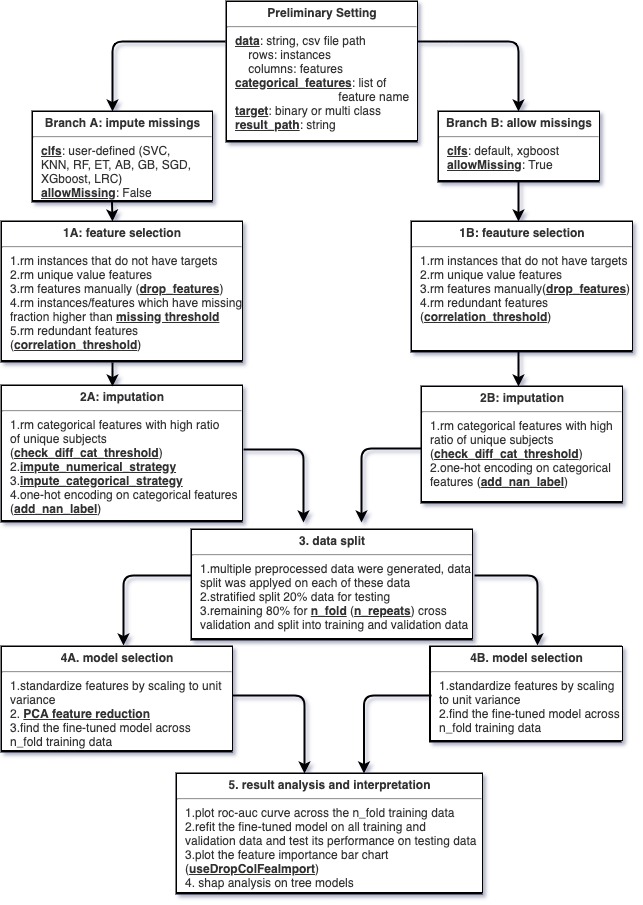 Preliminary Setting
data: string, csv file path
rows: instances
columns: features
categorical_features: list of
feature name
target: binary or multi class
result_path: string
Branch A: impute missings
clfs: user-defined (SVC,
KNN, RF, ET, AB, GB, SGD,
XGboost, LRC)
allowMissing: False
Branch B: allow missings
clfs: default, xgboost
allowMissing: True
1A: feature selection
1.rm instances that do not have targets
2.rm unique value features
3.rm features manually (drop_features)
4.rm instances/features which have missing
fraction higher than missing threshold
5.rm redundant features
(correlation_threshold)
1B: feauture selection
1.rm instances that do not have targets
2.rm unique value features
3.rm features manually(drop_features)
4.rm redundant features
(correlation_threshold)
2A: imputation
1.rm categorical features with high ratio
of unique subjects
(check_diff_cat_threshold)
2.impute_numerical_strategy
3.impute_categorical_strategy
4.one-hot encoding on categorical features
(add_nan_label)
2B: imputation
1.rm categorical features with high
ratio of unique subjects
(check_diff_cat_threshold)
2.one-hot encoding on categorical
features (add_nan_label)
3. data split
1.multiple preprocessed data were generated, data
split was applyed on each of these data
2.stratified split 20% data for testing
3.remaining 80% for n_fold (n_repeats) cross
validation and split into training and validation data
4A. model selection
1.standardize features by scaling to unit
variance
2. PCA feature reduction
3.find the fine-tuned model across
n_fold training data
4B. model selection
1.standardize features by scaling
to unit variance
2.find the fine-tuned model across
n_fold training data
5. result analysis and interpretation
1.plot roc-auc curve across the n_fold training data
2.refit the fine-tuned model on all training and
validation data and test its performance on testing data
3.plot the feature importance bar chart
(useDropColFeaImport)
4. shap analysis on tree models